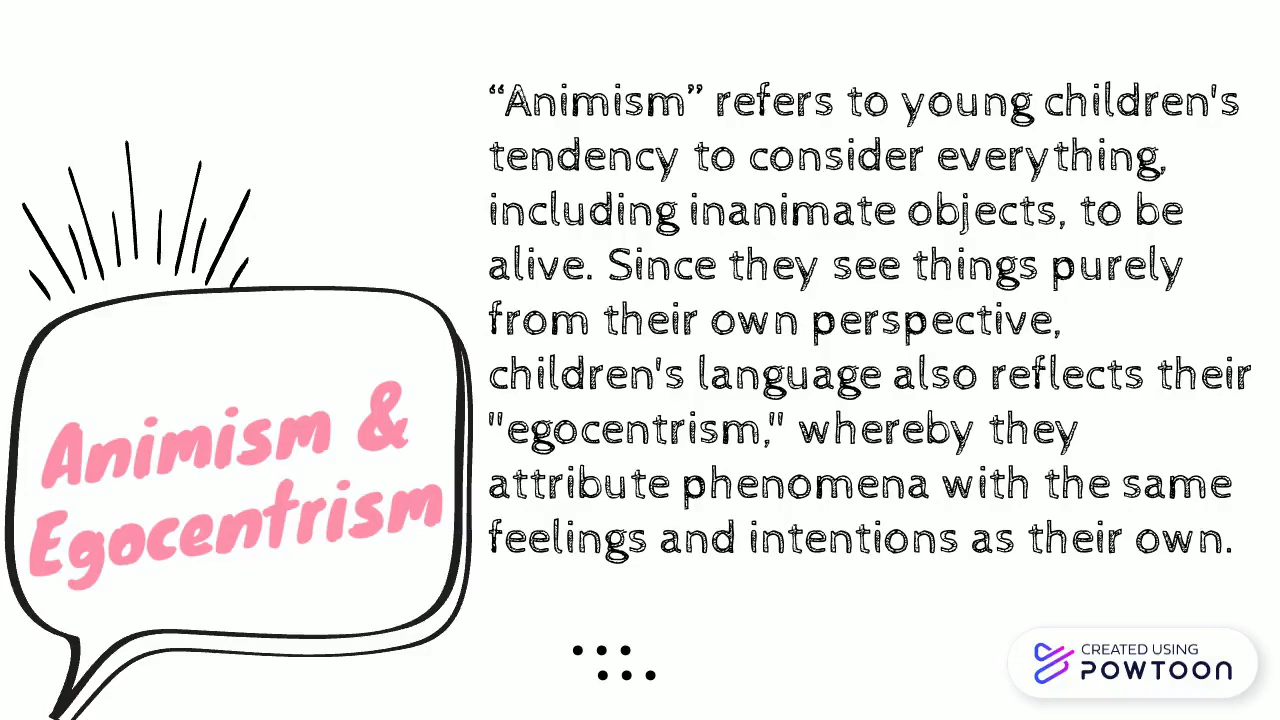 Animism &
Egocentrism
“Animism” refers to young children's
tendency to consider everything,
including inanimate objects, to be
alive. Since they see things purely
from their own perspective,
children's language also reflects their
"egocentrism," whereby they
attribute phenomena with the same
feelings and intentions as their own.
CREATED USING
POWTOON